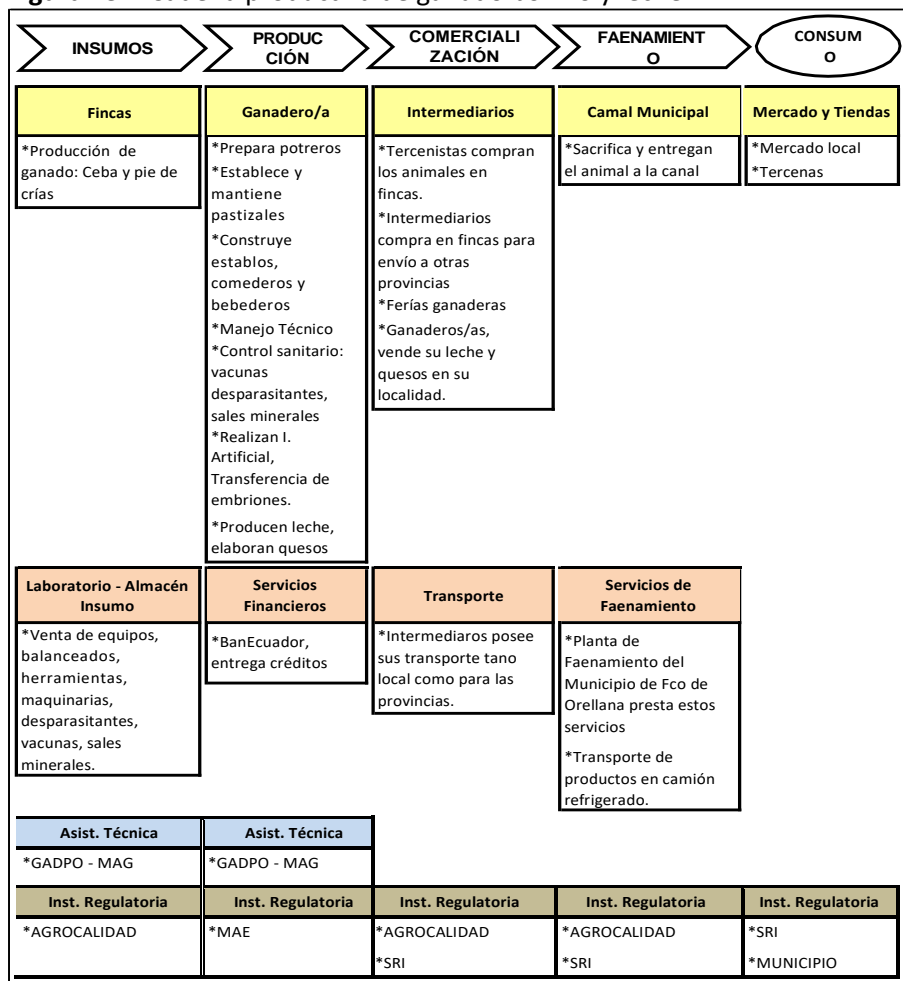 INSUMOS
PRODUC
CIÓN
COMERCIALI
ZACIÓN
FAENAMIENT
O
CONSUM
O
Fincas
*Producción de
ganado: Ceba y pie de
crías
Ganadero/a
*Prepara potreros
*Establece y
mantiene
pastizales
*Construye
establos,
comederos y
bebederos
*Manejo Técnico
*Control sanitario:
vacunas
desparasitantes,
sales minerales
*Realizan I.
Artificial,
Transferencia de
embriones.
*Producen leche,
elaboran quesos
Intermediarios
*Tercenistas compran
los animales en
fincas.
*Intermediarios
compra en fincas para
envío a otras
provincias
*Ferías ganaderas
*Ganaderos/as,
vende su leche y
quesos en su
localidad.
Camal Municipal
*Sacrifica y entregan
el animal a la canal
Mercado y Tiendas
*Mercado local
*Tercenas
Laboratorio - Almacén
Insumo
*Venta de equipos,
balanceados,
herramientas,
maquinarias,
desparasitantes,
vacunas, sales
minerales.
Servicios
Financieros
*BanEcuador,
entrega créditos
Transporte
*Intermediaros posee
sus transporte tano
local como para las
provincias.
Servicios de
Faenamiento
*Planta de
Faenamiento del
Municipio de Fco de
Orellana presta estos
servicios
*Transporte de
productos en camión
refrigerado.
Asist. Técnica
Asist. Técnica
*GADPO - MAG
*GADPO - MAG
Inst. Regulatoria
Inst. Regulatoria
Inst. Regulatoria
Inst. Regulatoria
Inst. Regulatoria
*AGROCALIDAD
*MAE
*AGROCALIDAD
*SRI
*AGROCALIDAD
*SRI
*SRI
*MUNICIPIO